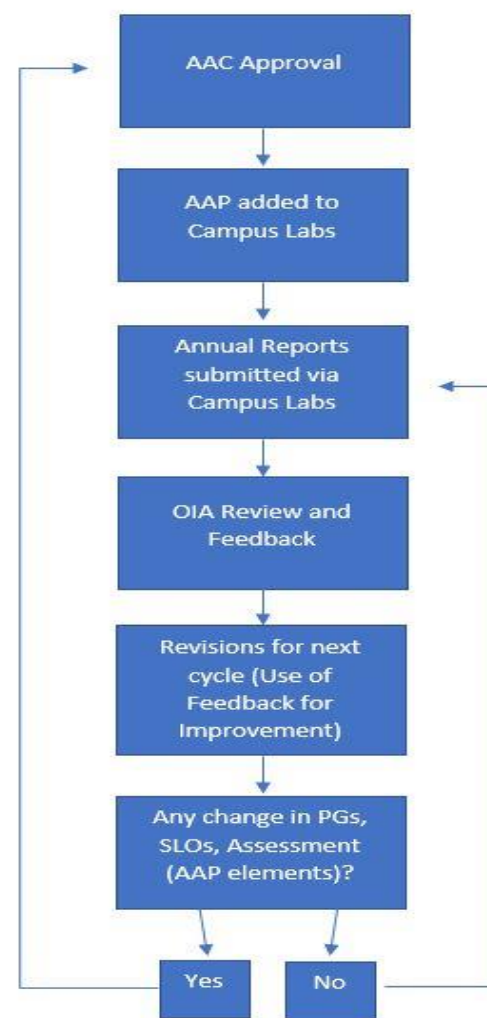 AAC Approval
AAP added to
Campus Labs
Annual Reports
submitted via
Campus Labs
OIA Review and
Feedback
Revisions for next
cycle (Use of
Feedback for
Improvement)
Any change in PGs,
SLOs, Assessment
(AAP elements)?
Yes
No